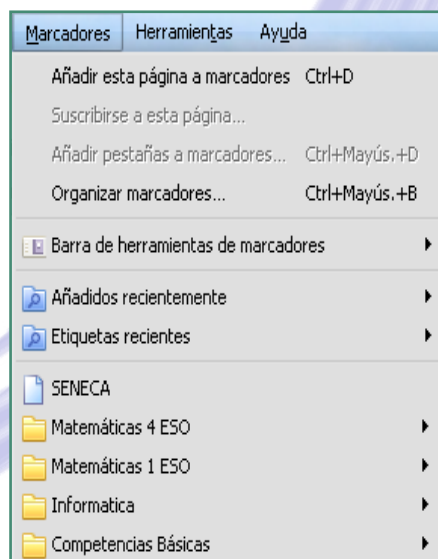 Marcadores Herramientas Ayuda
Añadir esta página a marcadores Ctrl+D
Suscribirse a esta página...
Añadir pestañas a marcadores... Ctrl+Mayús.+D
Organizar marcadores... Ctrl+Mayús.+B
Barra de herramientas de marcadores
Añadidos recientemente
Etiquetas recientes
SENECA
Matemáticas 4 ESO
Matemáticas 1 ESO
Informatica
Competencias Básicas